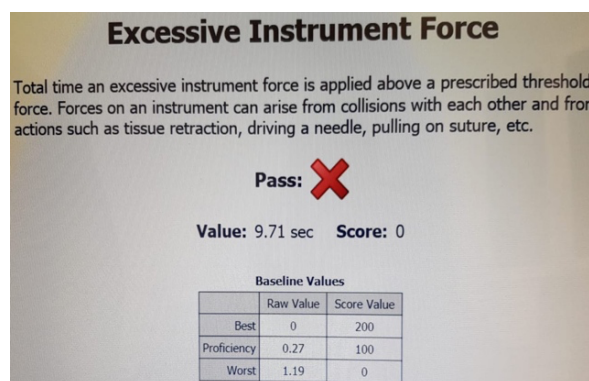 Excessive Instrument Force
Total time an excessive instrument force is applied above a prescribed threshold
force. Forces on an instrument can arise from collisions with each other and from
actions such as tissue retraction, driving a needle, pulling on suture, etc.
Pass:
Value: 9.71 sec Score: 0
Baseline Values
Raw Value Score Value
Best 0 200
Proficiency 0.27 100
Worst 1.19 0